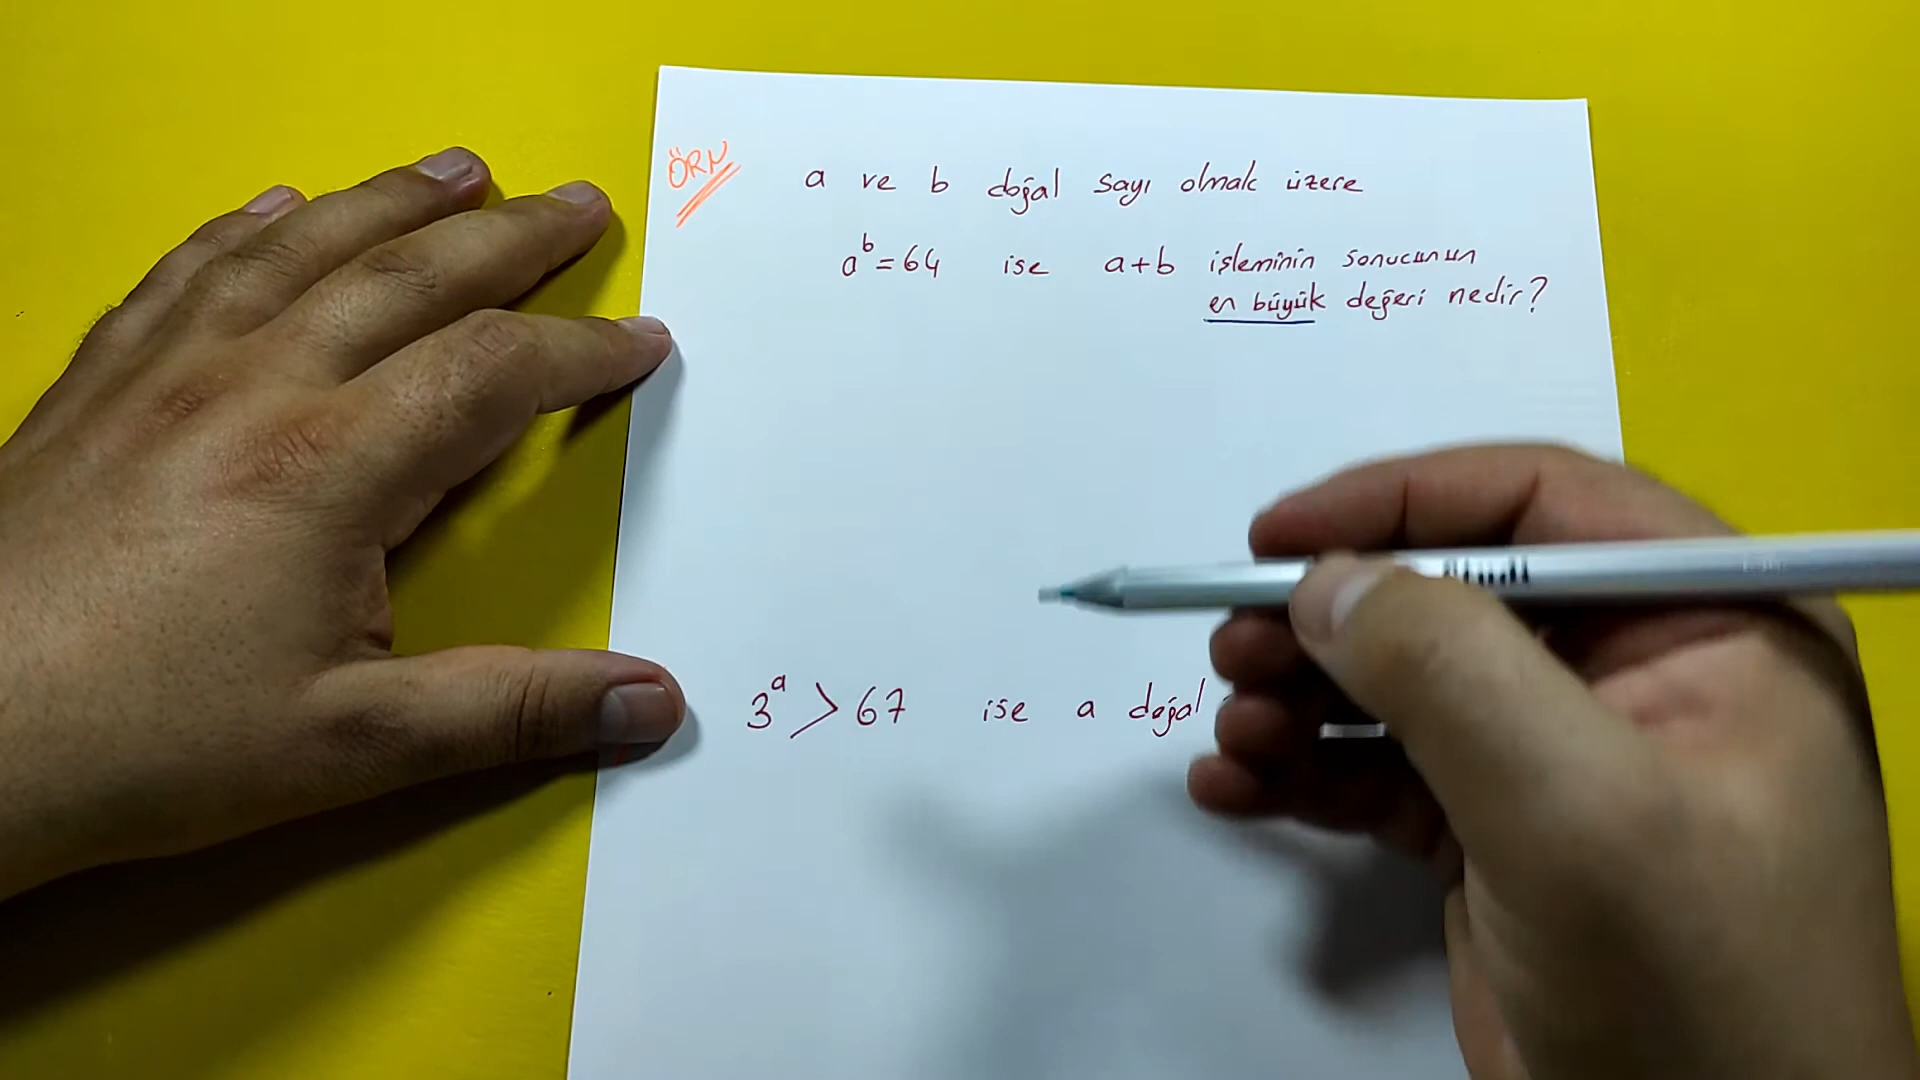 ÖRN
a ve b doğal sayı olmak üzere
a^b = 64 ise a+b işleminin sonucunun
en büyük değeri nedir?
3^a > 67 ise a doğal